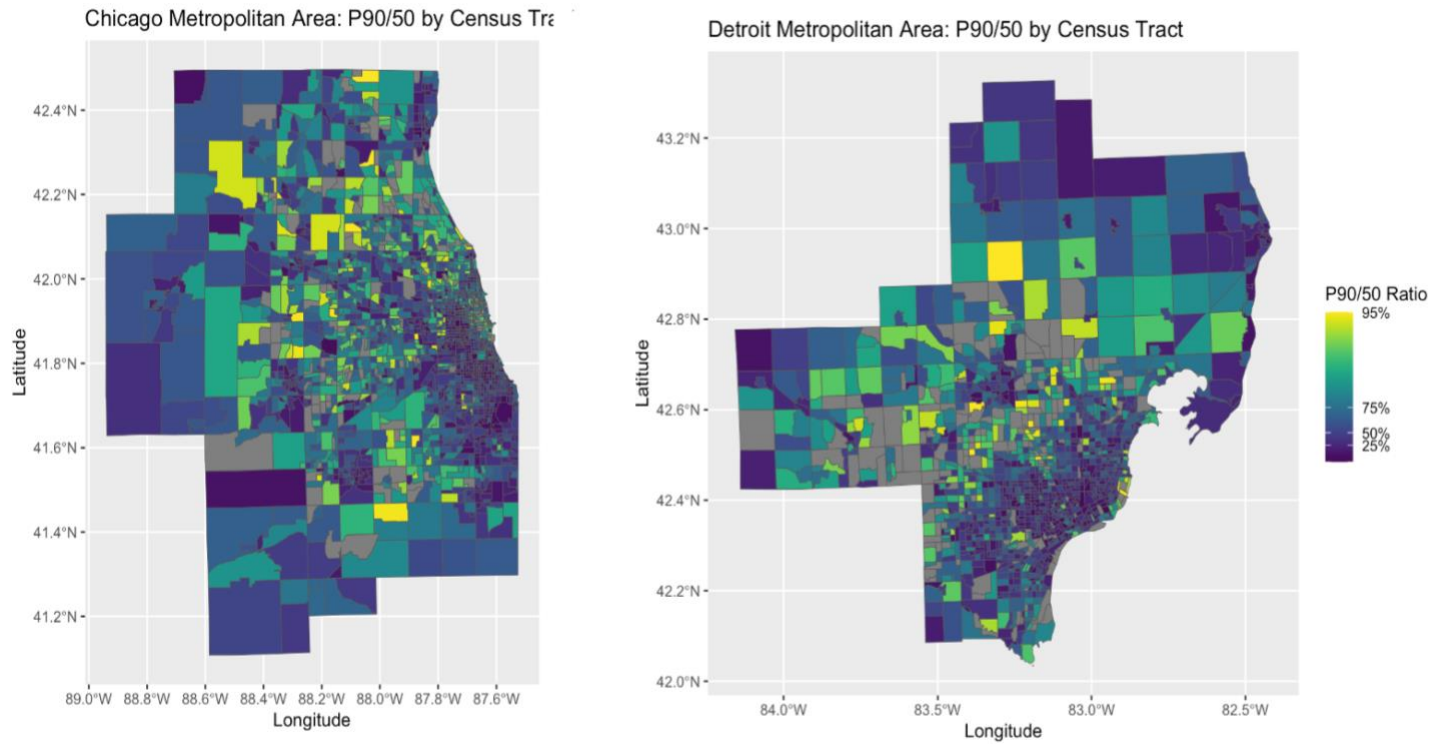 Chicago Metropolitan Area: P90/50 by Census Tra
42.4°N
42.2°N
42.0°N
41.8°N
41.6°N
41.4°N
41.2°N
Latitude
89.0°W 88.8°W 88.6°W 88.4°W 88.2°W 88.0°W 87.8°W 87.6°W
Longitude
Detroit Metropolitan Area: P90/50 by Census Tract
43.2°N
43.0°N
42.8°N
42.6°N
42.4°N
42.2°N
42.0°N
Latitude
84.0°W 83.5°W 83.0°W 82.5°W
Longitude
P90/50 Ratio
95%
75%
50%
25%